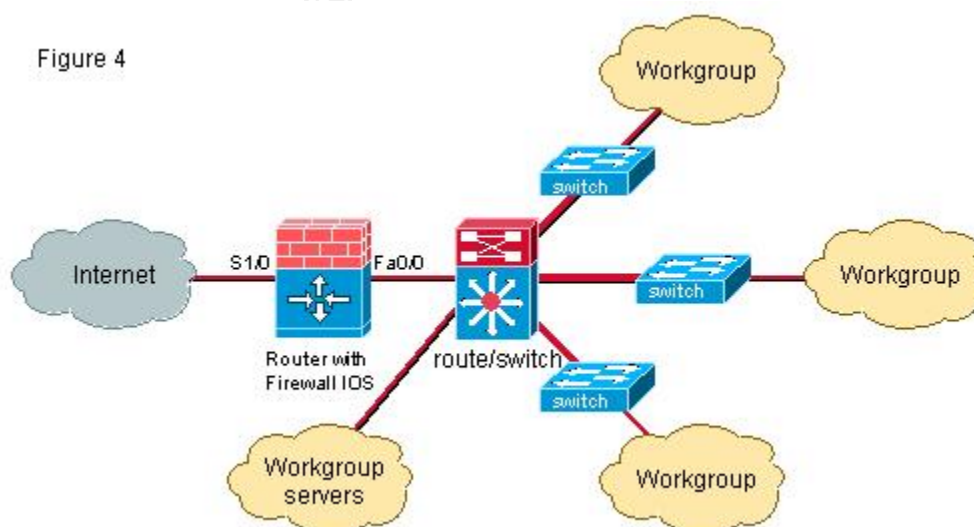 Figure 4
Workgroup
switch
Internet
S1/0
Fa0/0
switch
Workgroup
Router with
Firewall IOS
route/switch
switch
Workgroup
servers
Workgroup